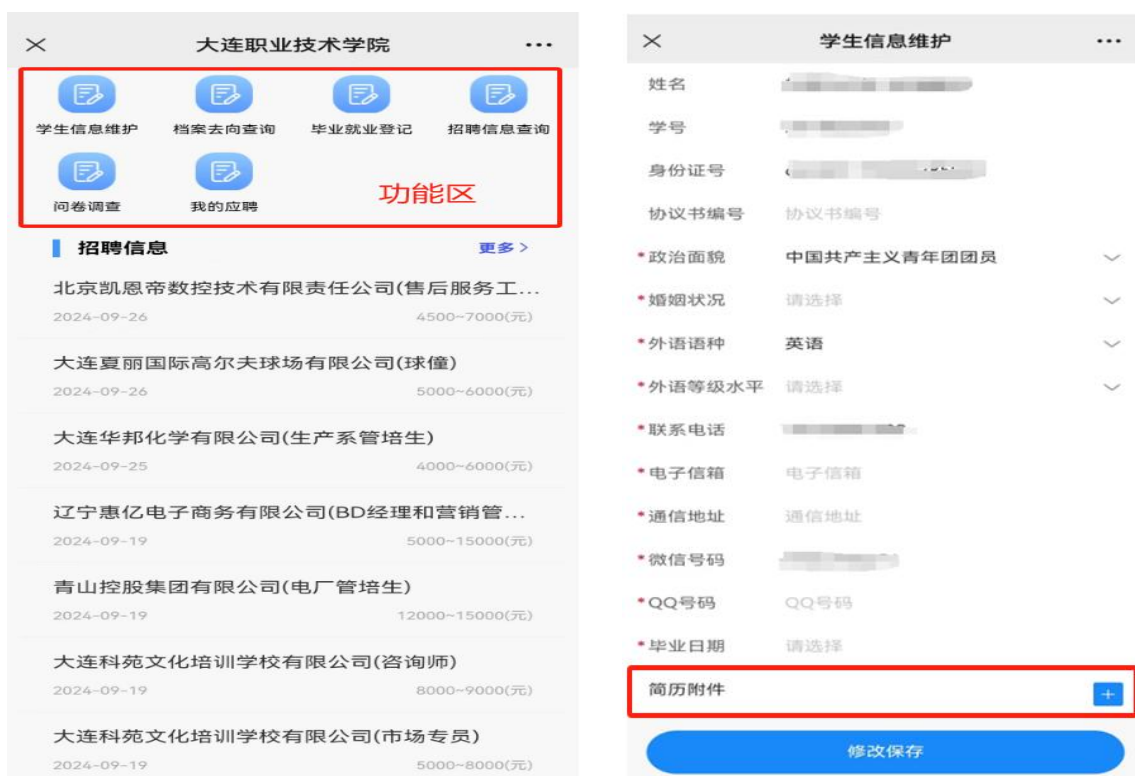 大连职业技术学院
学生信息维护 档案去向查询 毕业就业登记 招聘信息查询
问卷调查 我的应聘 功能区
招聘信息 更多>
北京凯恩帝数控技术有限责任公司(售后服务工...
2024-09-26 4500~7000(元)
大连夏丽国际高尔夫球场有限公司(球僮)
2024-09-26 5000~6000(元)
大连华邦化学有限公司(生产系管培生)
2024-09-25 4000~6000(元)
辽宁惠亿电子商务有限公司(BD经理和营销管...
2024-09-19 5000~15000(元)
青山控股集团有限公司(电厂管培生)
2024-09-19 12000~15000(元)
大连科苑文化培训学校有限公司(咨询师)
2024-09-19 8000~9000(元)
大连科苑文化培训学校有限公司(市场专员)
2024-09-19 5000~8000(元)
学生信息维护
姓名
学号
身份证号
协议书编号 协议书编号
*政治面貌 中国共产主义青年团团员
*婚姻状况 请选择
*外语语种 英语
*外语等级水平 请选择
*联系电话
*电子信箱 电子信箱
*通信地址 通信地址
*微信号码
*QQ号码 QQ号码
*毕业日期 请选择
简历附件 +
修改保存